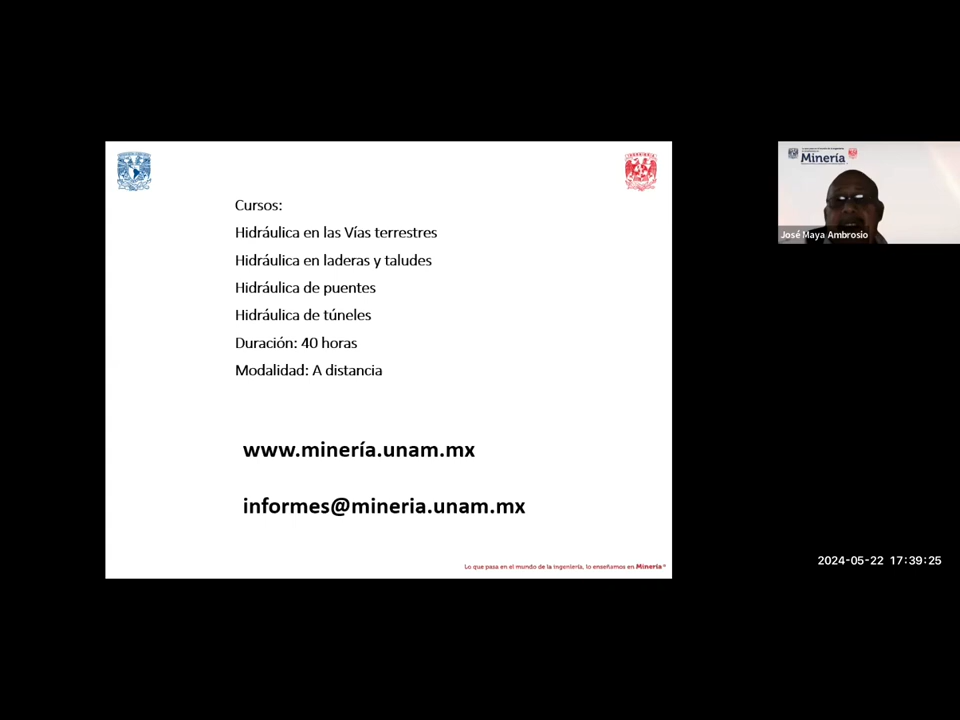 Cursos:
Hidráulica en las Vías terrestres
Hidráulica en laderas y taludes
Hidráulica de puentes
Hidráulica de túneles
Duración: 40 horas
Modalidad: A distancia
www.minería.unam.mx
informes@mineria.unam.mx
Lo que pasa en el mundo de la ingeniería, lo enseñamos en Minería®
Minería
José Maya Ambrosio
2024-05-22 17:39:25